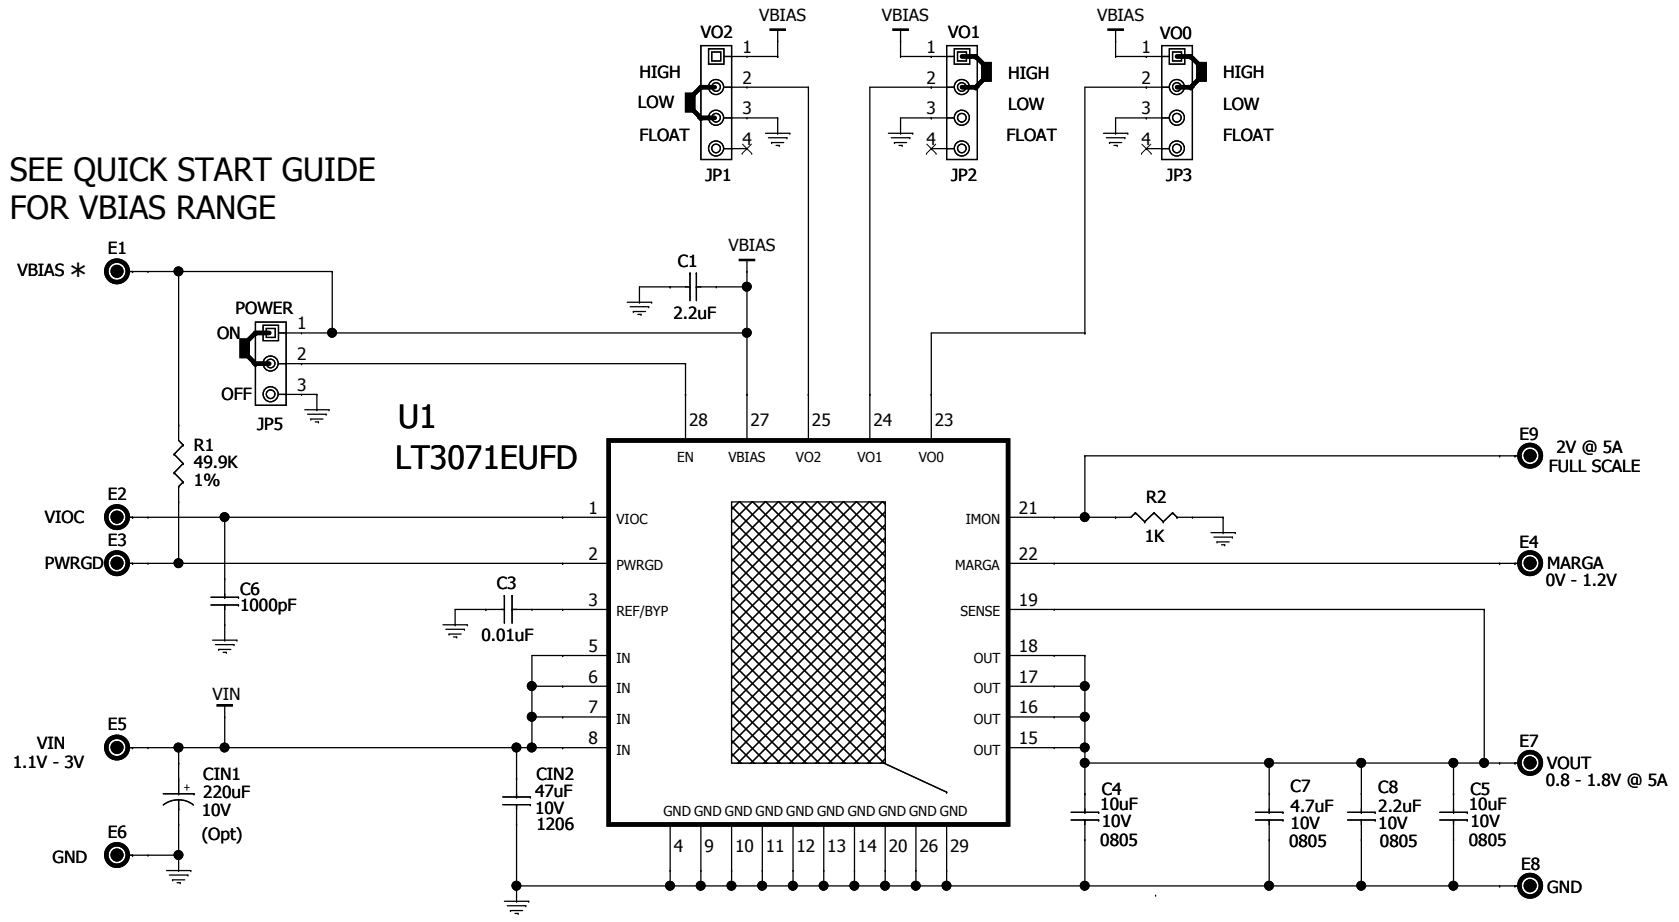 VBIAS VBIAS VBIAS
VO2 VO1 VO0
1 1 1
HIGH 2 2 HIGH 2 HIGH
LOW 3 3 LOW 3 LOW
FLOAT 4 4 FLOAT 4 FLOAT
JP1 JP2 JP3
SEE QUICK START GUIDE
FOR VBIAS RANGE
E1
VBIAS *
VBIAS
C1
2.2uF
POWER
ON 1
2
OFF 3
JP5
U1
LT3071EUFD
28 27 25 24 23
EN VBIAS VO2 VO1 VO0
R1
49.9K
1%
E9
2V @ 5A
FULL SCALE
E2
VIOC
1 VIOC
IMON 21
R2
1K
E3
PWRGD
2 PWRGD
MARGA 22
E4
MARGA
0V - 1.2V
C6
1000pF
C3
0.01uF
3 REF/BYP
SENSE 19
5 IN
OUT 18
6 IN
OUT 17
7 IN
OUT 16
8 IN
OUT 15
VIN
E5
VIN
1.1V - 3V
CIN1
220uF
10V
(Opt)
+
CIN2
47uF
10V
1206
E7
VOUT
0.8 - 1.8V @ 5A
C4
10uF
10V
0805
C7
4.7uF
10V
0805
C8
2.2uF
10V
0805
C5
10uF
10V
0805
GND GND GND GND GND GND GND GND GND GND
4 9 10 11 12 13 14 20 26 29
E6
GND
E8
GND